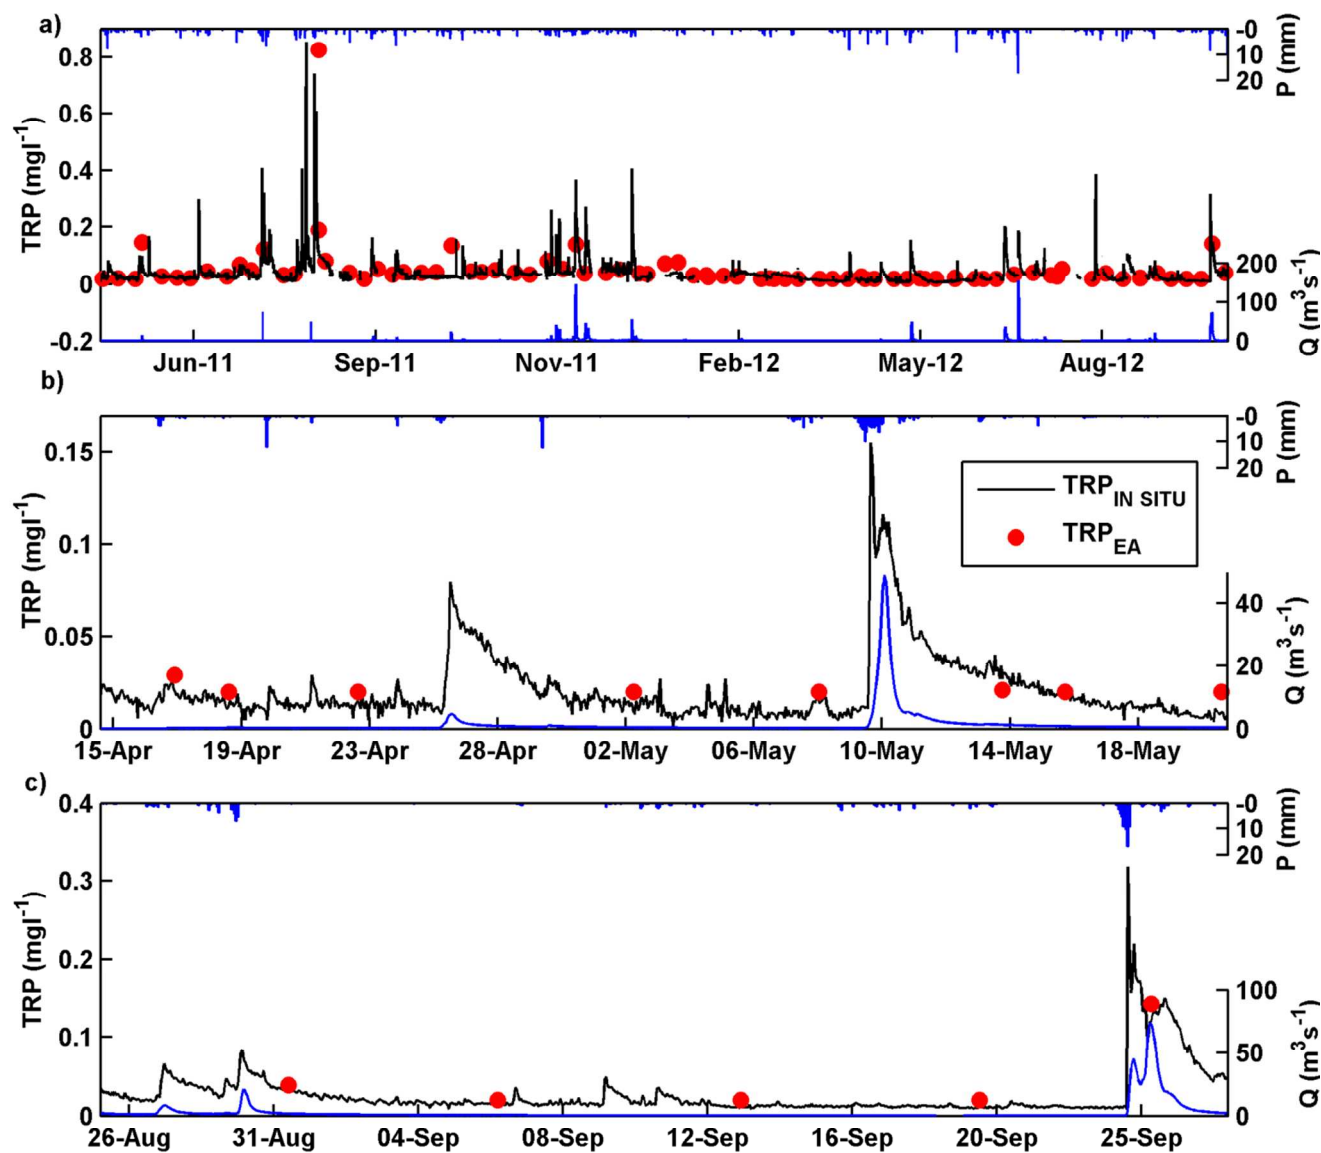 a)
-0
10
20
P (mm)
0.8
0.6
0.4
0.2
0
-0.2
TRP (mgl⁻¹)
200
100
0
Q (m³s⁻¹)
Jun-11 Sep-11 Nov-11 Feb-12 May-12 Aug-12
b)
-0
10
20
P (mm)
0.15
0.1
0.05
0
TRP (mgl⁻¹)
TRP IN SITU
TRP EA
40
20
0
Q (m³s⁻¹)
15-Apr 19-Apr 23-Apr 28-Apr 02-May 06-May 10-May 14-May 18-May
c)
-0
10
20
P (mm)
0.4
0.3
0.2
0.1
0
TRP (mgl⁻¹)
100
50
0
Q (m³s⁻¹)
26-Aug 31-Aug 04-Sep 08-Sep 12-Sep 16-Sep 20-Sep 25-Sep